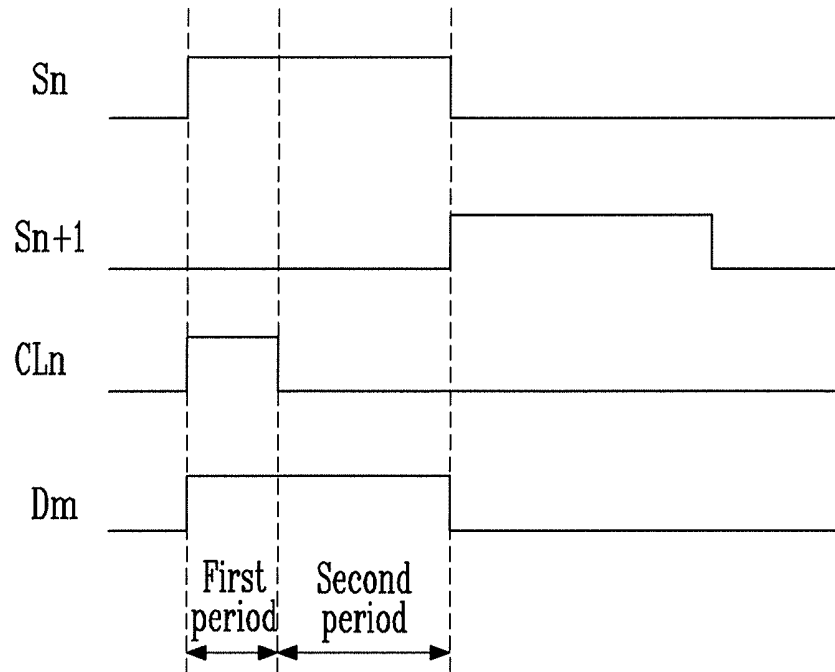 Sn
Sn+1
CLn
Dm
First
period
Second
period